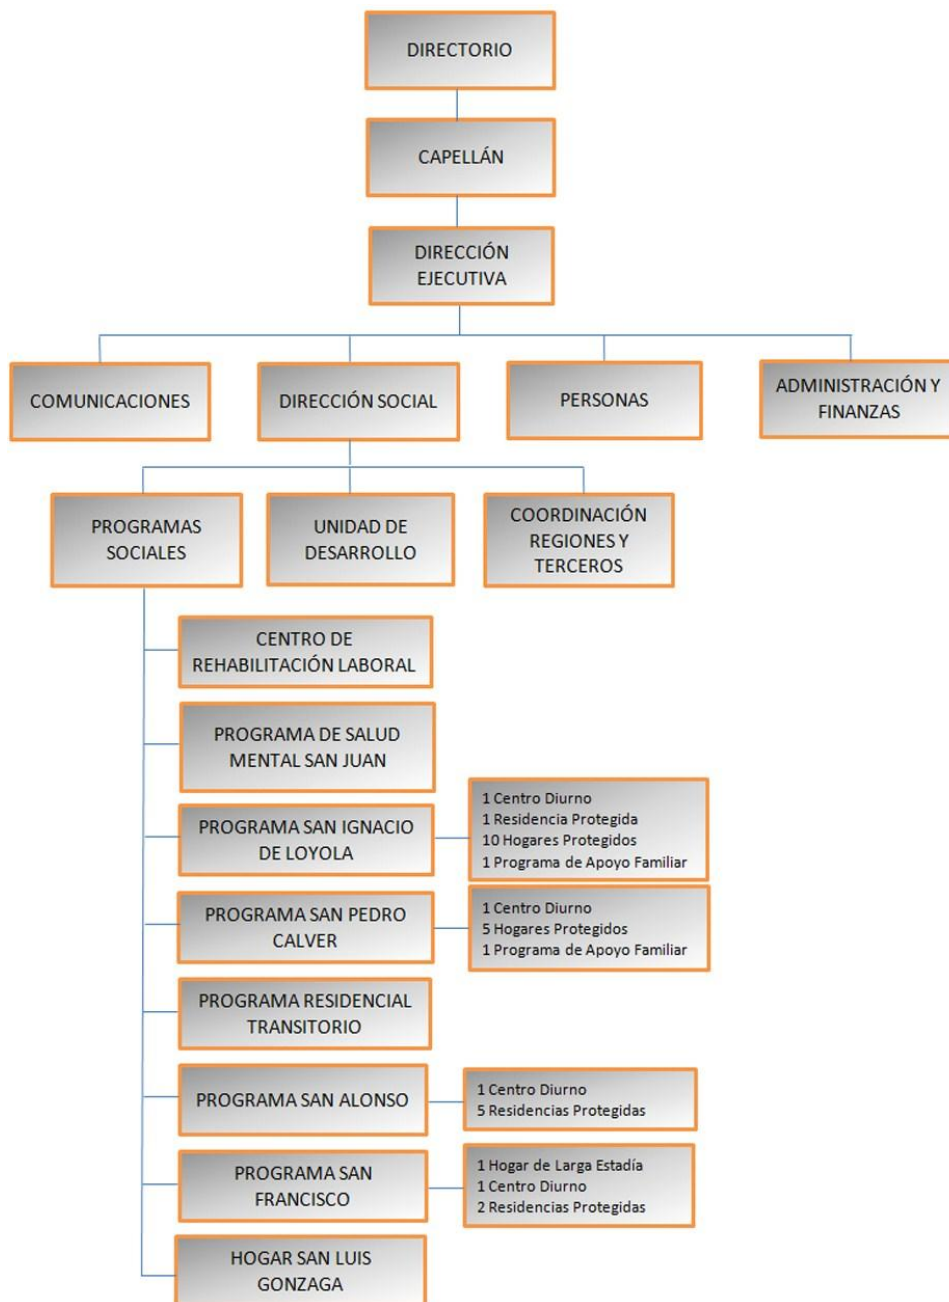 DIRECTORIO
CAPELLÁN
DIRECCIÓN
EJECUTIVA
COMUNICACIONES
DIRECCIÓN SOCIAL
PERSONAS
ADMINISTRACIÓN Y
FINANZAS
PROGRAMAS
SOCIALES
UNIDAD DE
DESARROLLO
COORDINACIÓN
REGIONES Y
TERCEROS
CENTRO DE
REHABILITACIÓN LABORAL
PROGRAMA DE SALUD
MENTAL SAN JUAN
PROGRAMA SAN IGNACIO
DE LOYOLA
1 Centro Diurno
1 Residencia Protegida
10 Hogares Protegidos
1 Programa de Apoyo Familiar
PROGRAMA SAN PEDRO
CALVER
1 Centro Diurno
5 Hogares Protegidos
1 Programa de Apoyo Familiar
PROGRAMA RESIDENCIAL
TRANSITORIO
PROGRAMA SAN ALONSO
1 Centro Diurno
5 Residencias Protegidas
PROGRAMA SAN
FRANCISCO
1 Hogar de Larga Estadía
1 Centro Diurno
2 Residencias Protegidas
HOGAR SAN LUIS
GONZAGA